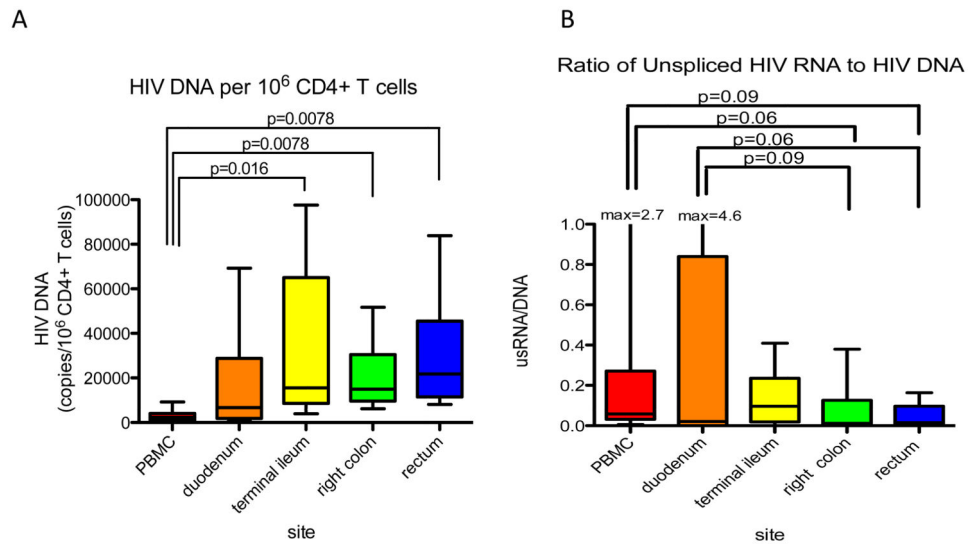 A
HIV DNA per 10⁶ CD4+ T cells
p=0.0078
p=0.0078
p=0.016
100000
80000
60000
40000
20000
0
HIV DNA
(copies/10⁶ CD4+ T cells)
PBMC
duodenum
terminal ileum
right colon
rectum
site
B
Ratio of Unspliced HIV RNA to HIV DNA
p=0.09
p=0.06
p=0.06
p=0.09
max=2.7
max=4.6
1.0
0.8
0.6
0.4
0.2
0.0
usRNA/DNA
PBMC
duodenum
terminal ileum
right colon
rectum
site